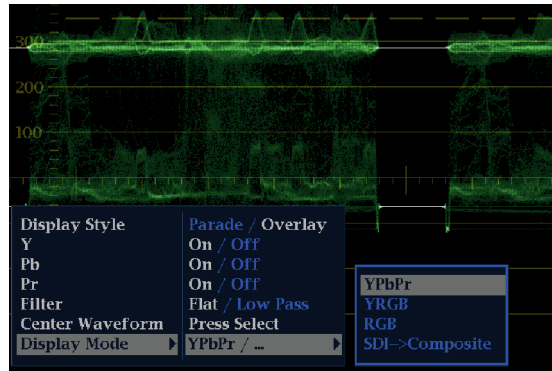 300
200
100
Display Style Parade / Overlay
Y On / Off
Pb On / Off
Pr On / Off
Filter Flat / Low Pass
Center Waveform Press Select
Display Mode YPbPr / ...
YPbPr
YRGB
RGB
SDI->Composite